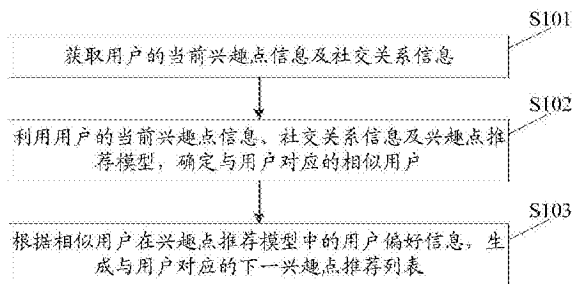 S101
获取用户的当前兴趣点信息及社交关系信息
S102
利用用户的当前兴趣点信息、社交关系信息及兴趣点推
荐模型，确定与用户对应的相似用户
S103
根据相似用户在兴趣点推荐模型中的用户偏好信息，生
成与用户对应的下一兴趣点推荐列表